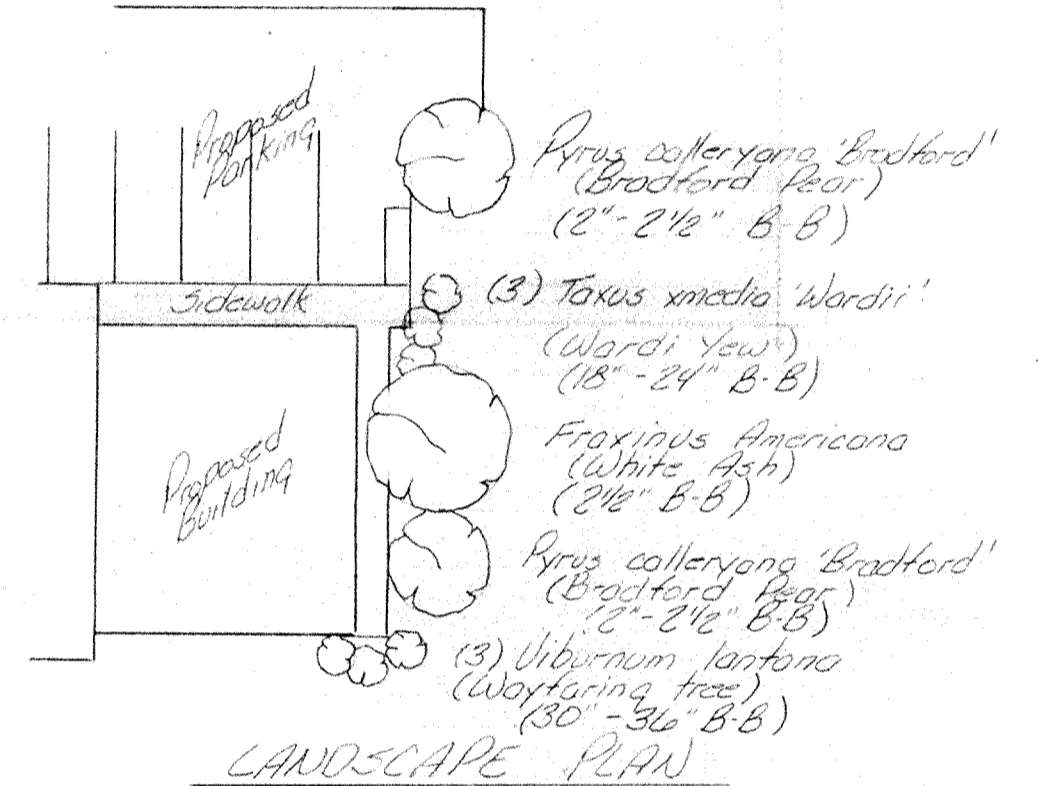 Proposed
Parking
Pyrus calleryana 'Bradford'
(Bradford Pear)
(2"-2½" B-B)
Sidewalk
(3) Taxus xmedia 'Wardii'
(Wardi Yew)
(18"-24" B-B)
Proposed
Building
Fraxinus Americana
(White Ash)
(2½" B-B)
Pyrus calleryana 'Bradford'
(Bradford Pear)
"2"-2½" B-B)
(3) Viburnum lantana
(Wayfaring tree)
(30"-36" B-B)
LANDSCAPE PLAN